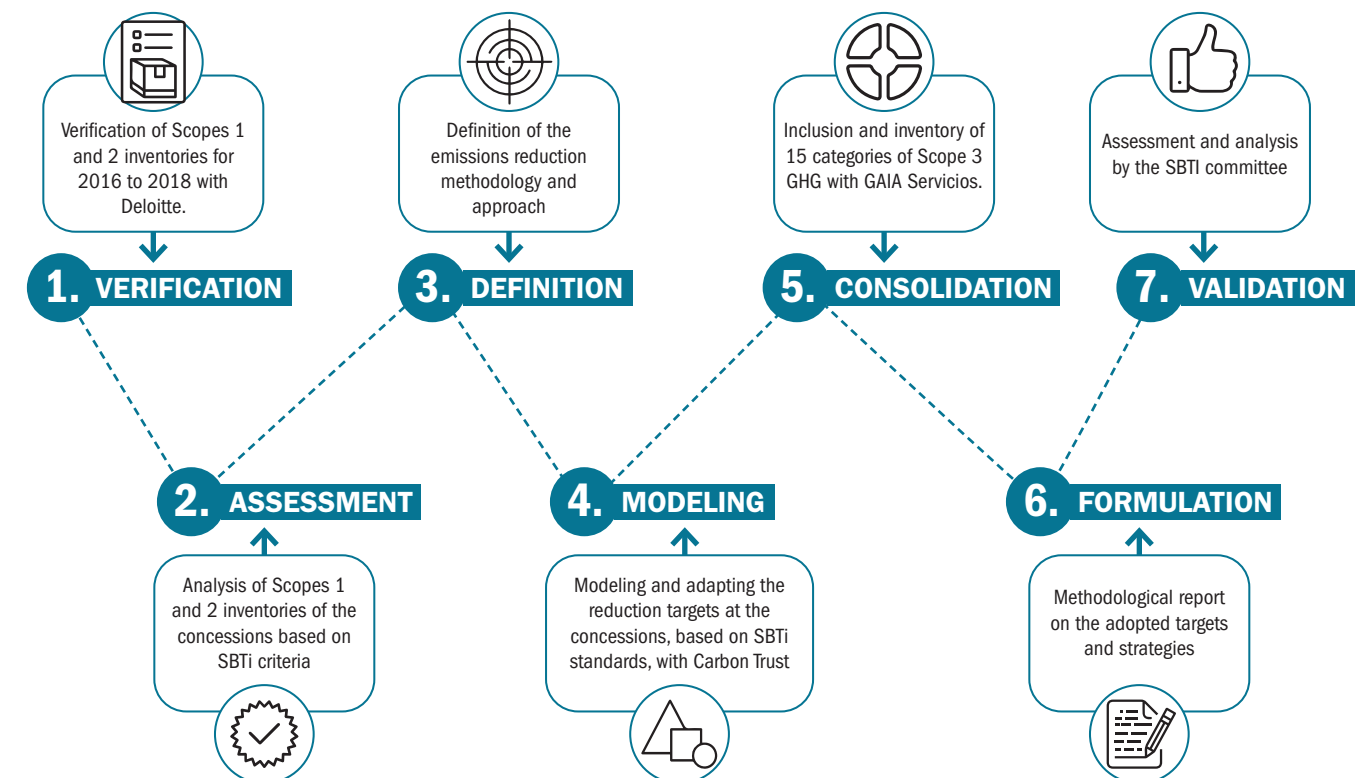 Verification of Scopes 1
and 2 inventories for
2016 to 2018 with
Deloitte.
1. VERIFICATION
Analysis of Scopes 1
and 2 inventories of the
concessions based on
SBTi criteria
2. ASSESSMENT
Definition of the
emissions reduction
methodology and
approach
3. DEFINITION
Modeling and adapting the
reduction targets at the
concessions, based on SBTi
standards, with Carbon Trust
4. MODELING
Inclusion and inventory of
15 categories of Scope 3
GHG with GAIA Servicios.
5. CONSOLIDATION
Methodological report
on the adopted targets
and strategies
6. FORMULATION
Assessment and analysis
by the SBTI committee
7. VALIDATION